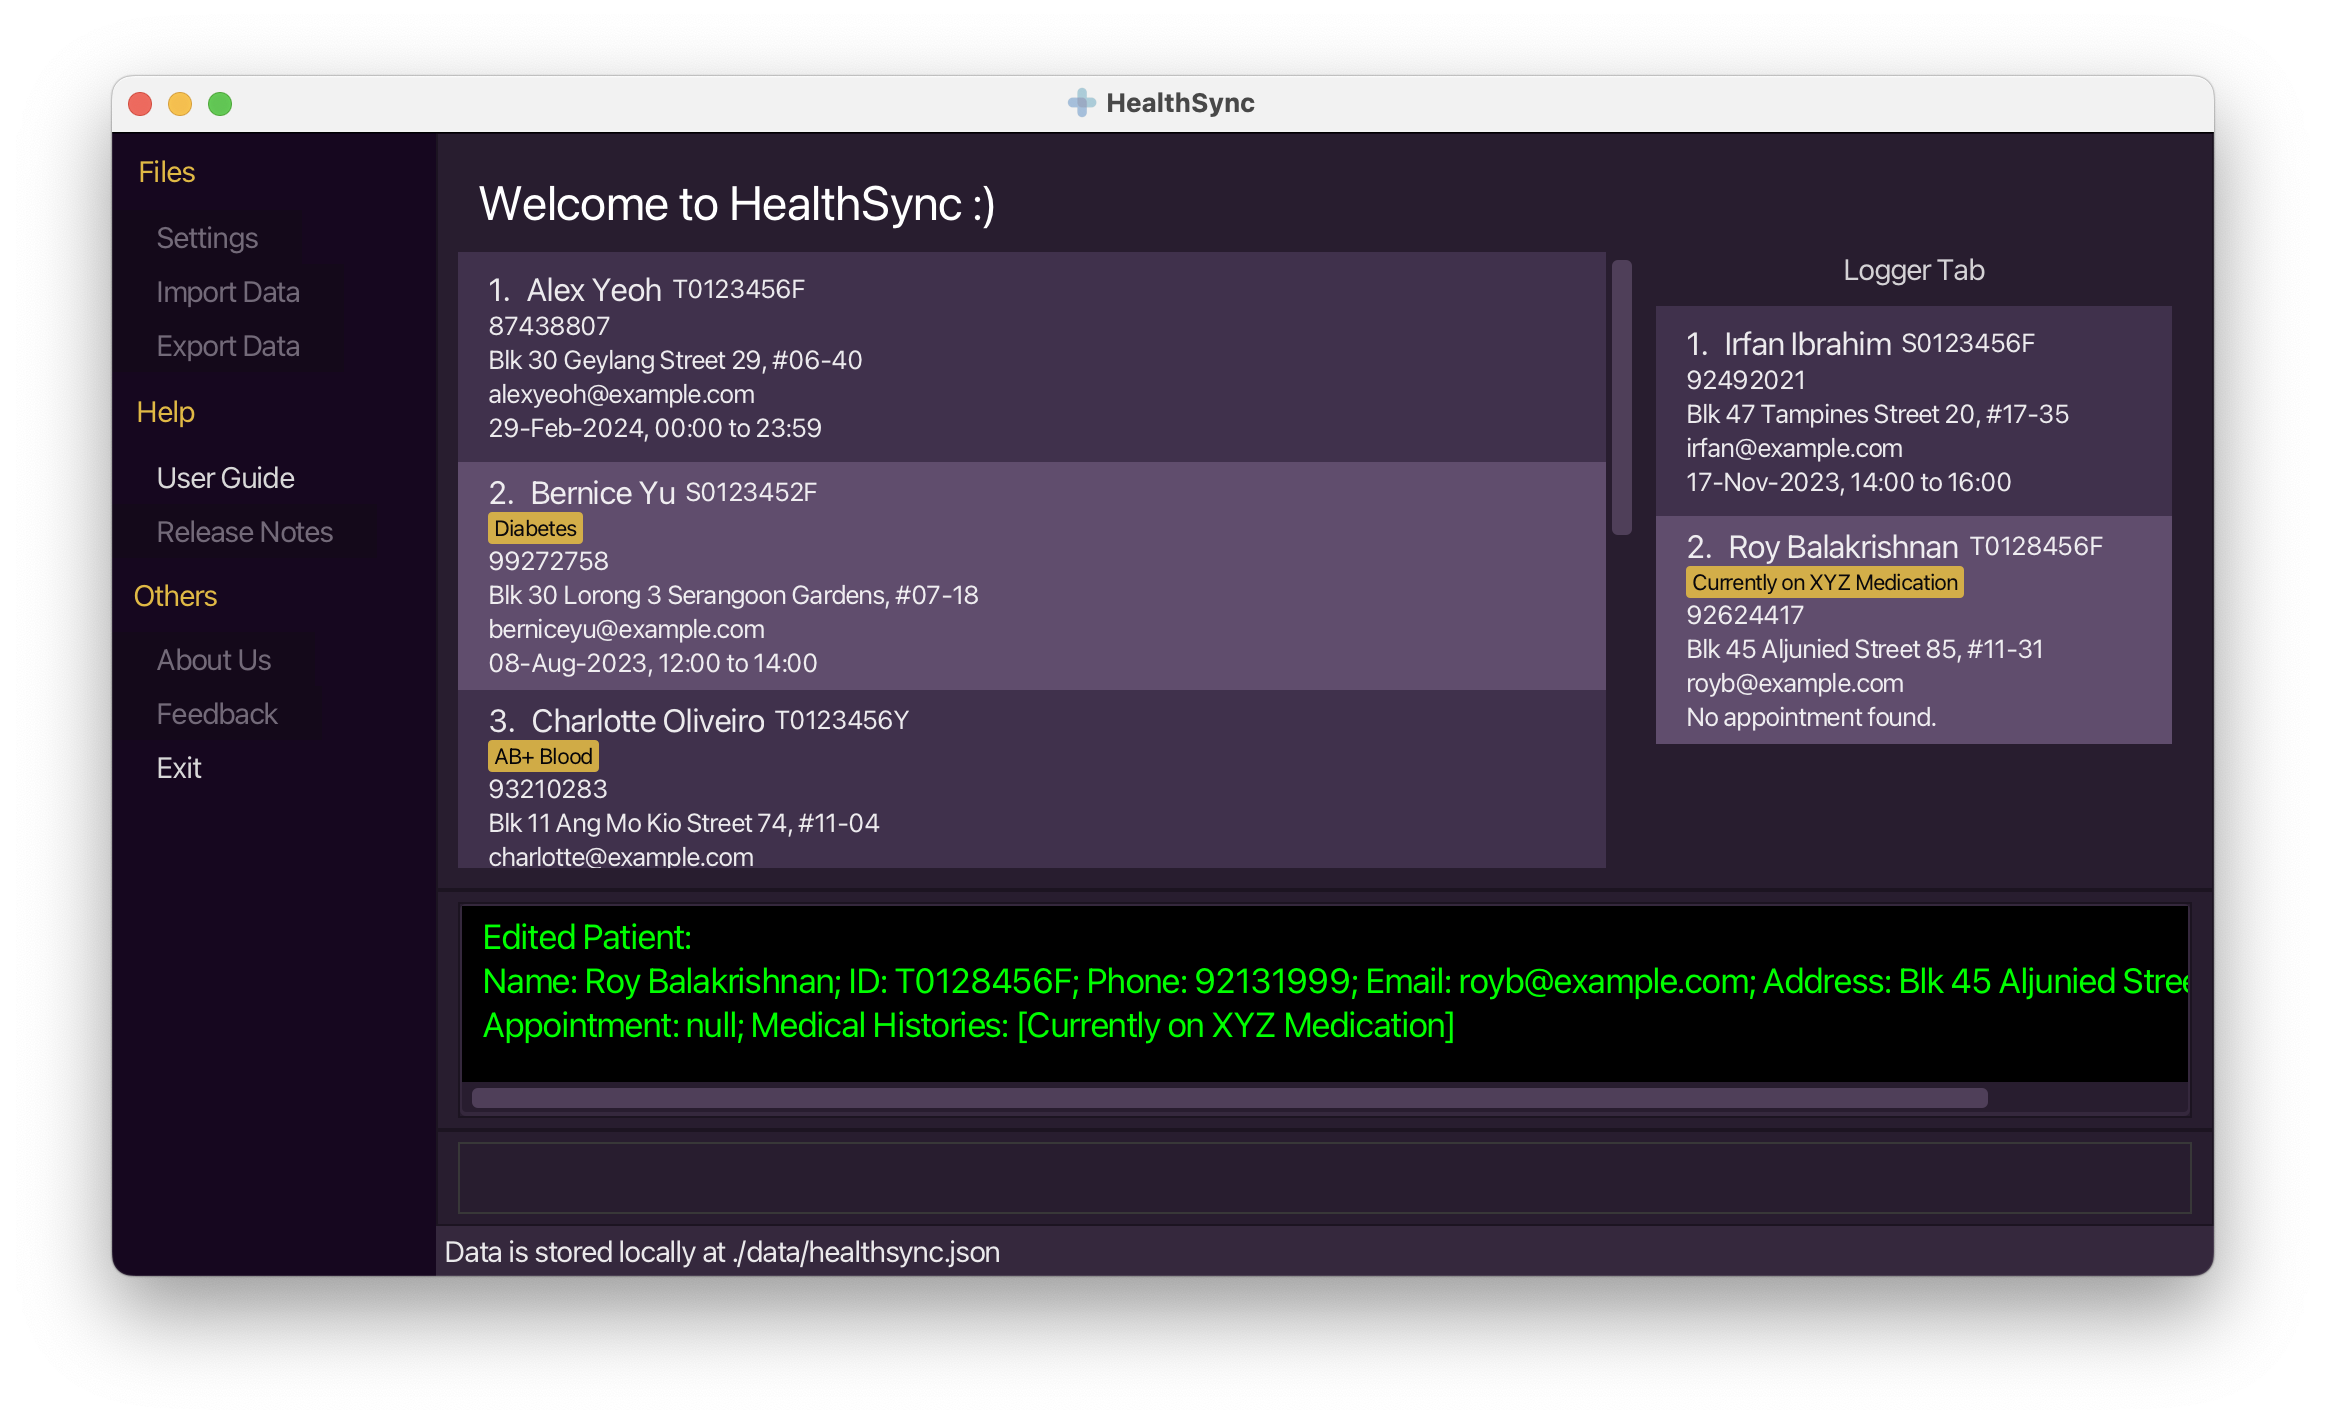 HealthSync
Files
Settings
Import Data
Export Data
Help
User Guide
Release Notes
Others
About Us
Feedback
Exit
Welcome to HealthSync :)
1. Alex Yeoh T0123456F
87438807
Blk 30 Geylang Street 29, #06-40
alexyeoh@example.com
29-Feb-2024, 00:00 to 23:59
2. Bernice Yu S0123452F
Diabetes
99272758
Blk 30 Lorong 3 Serangoon Gardens, #07-18
berniceyu@example.com
08-Aug-2023, 12:00 to 14:00
3. Charlotte Oliveiro T0123456Y
AB+ Blood
93210283
Blk 11 Ang Mo Kio Street 74, #11-04
charlotte@example.com
Logger Tab
1. Irfan Ibrahim S0123456F
92492021
Blk 47 Tampines Street 20, #17-35
irfan@example.com
17-Nov-2023, 14:00 to 16:00
2. Roy Balakrishnan T0128456F
Currently on XYZ Medication
92624417
Blk 45 Aljunied Street 85, #11-31
royb@example.com
No appointment found.
Edited Patient:
Name: Roy Balakrishnan; ID: T0128456F; Phone: 92131999; Email: royb@example.com; Address: Blk 45 Aljunied Stree
Appointment: null; Medical Histories: [Currently on XYZ Medication]
Data is stored locally at ./data/healthsync.json